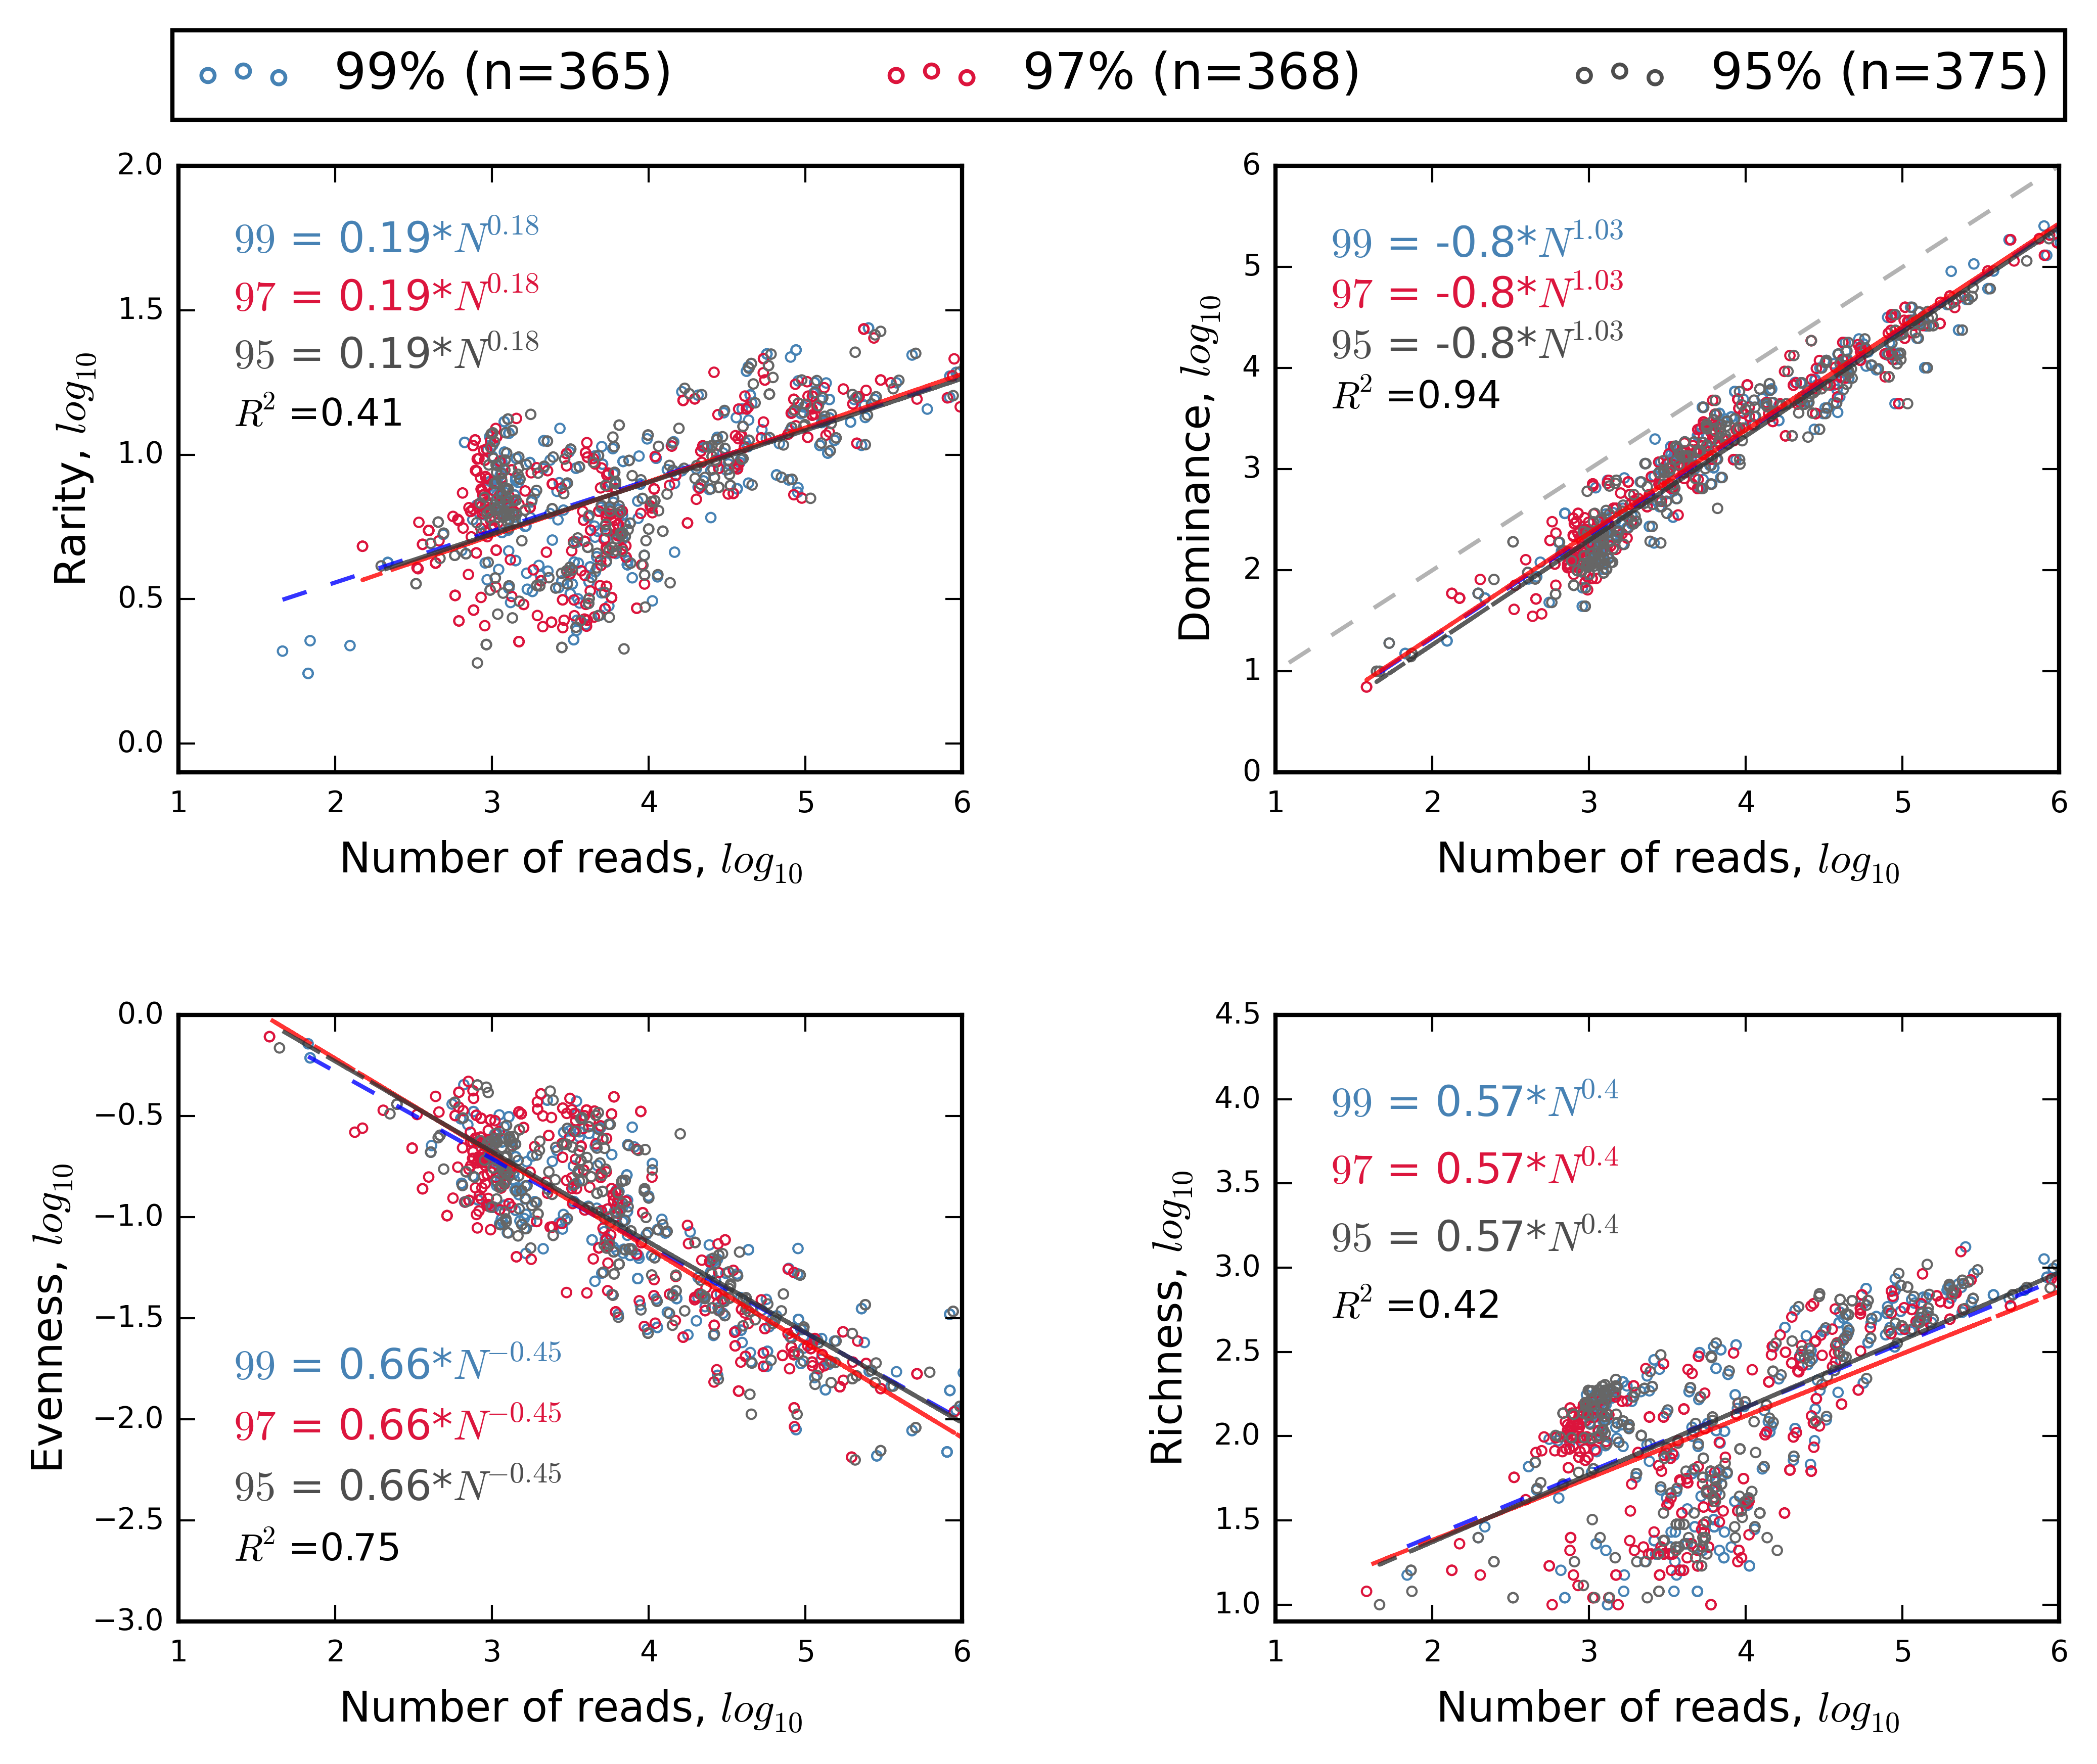 99% (n=365) 97% (n=368) 95% (n=375)
2.0
1.5
1.0
0.5
0.0
Rarity, log10
99 = 0.19*N^0.18
97 = 0.19*N^0.18
95 = 0.19*N^0.18
R^2 =0.41
1 2 3 4 5 6
Number of reads, log10
6
5
4
3
2
1
0
Dominance, log10
99 = -0.8*N^1.03
97 = -0.8*N^1.03
95 = -0.8*N^1.03
R^2 =0.94
1 2 3 4 5 6
Number of reads, log10
0.0
−0.5
−1.0
−1.5
−2.0
−2.5
−3.0
Evenness, log10
99 = 0.66*N^−0.45
97 = 0.66*N^−0.45
95 = 0.66*N^−0.45
R^2 =0.75
1 2 3 4 5 6
Number of reads, log10
4.5
4.0
3.5
3.0
2.5
2.0
1.5
1.0
Richness, log10
99 = 0.57*N^0.4
97 = 0.57*N^0.4
95 = 0.57*N^0.4
R^2 =0.42
1 2 3 4 5 6
Number of reads, log10